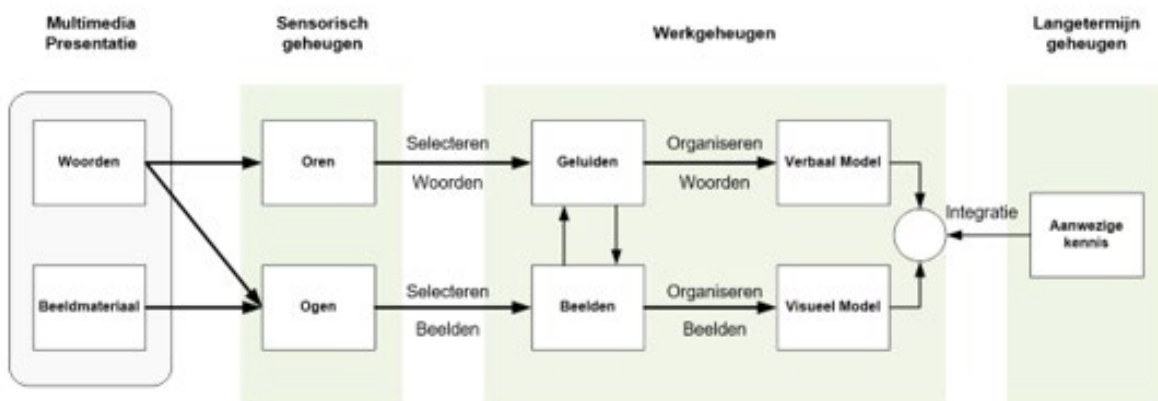 Multimedia
Presentatie
Sensorisch
geheugen
Werkgeheugen
Langetermijn
geheugen
Woorden
Oren
Selecteren
Woorden
Geluiden
Organiseren
Woorden
Verbaal Model
Integratie
Aanwezige
kennis
Beeldmateriaal
Ogen
Selecteren
Beelden
Beelden
Organiseren
Beelden
Visueel Model